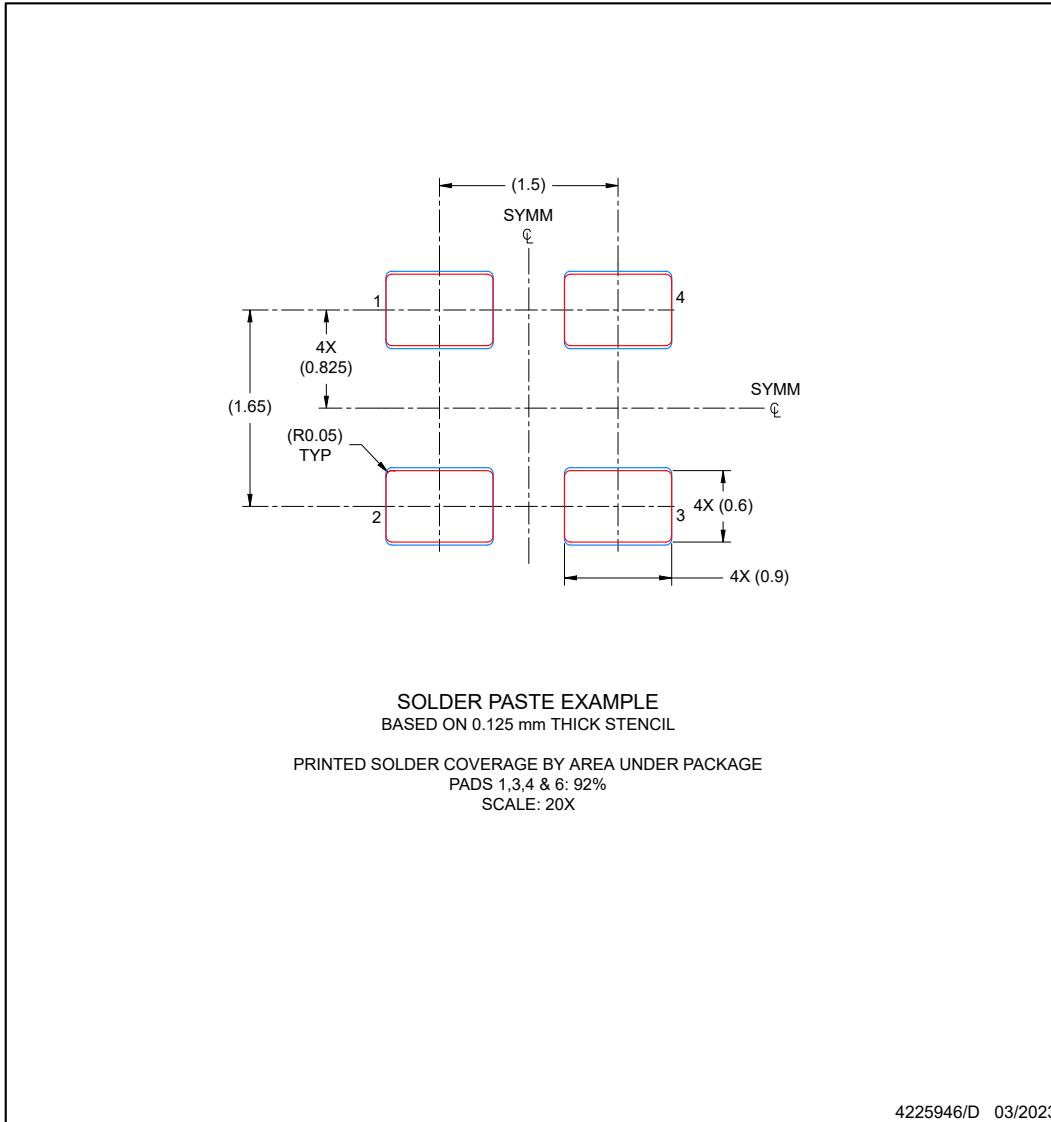 (1.5)
SYMM
℄
1
4
4X
(0.825)
SYMM
℄
(1.65)
(R0.05)
TYP
4X (0.6)
2
3
4X (0.9)
SOLDER PASTE EXAMPLE
BASED ON 0.125 mm THICK STENCIL
PRINTED SOLDER COVERAGE BY AREA UNDER PACKAGE
PADS 1,3,4 & 6: 92%
SCALE: 20X
4225946/D 03/2023